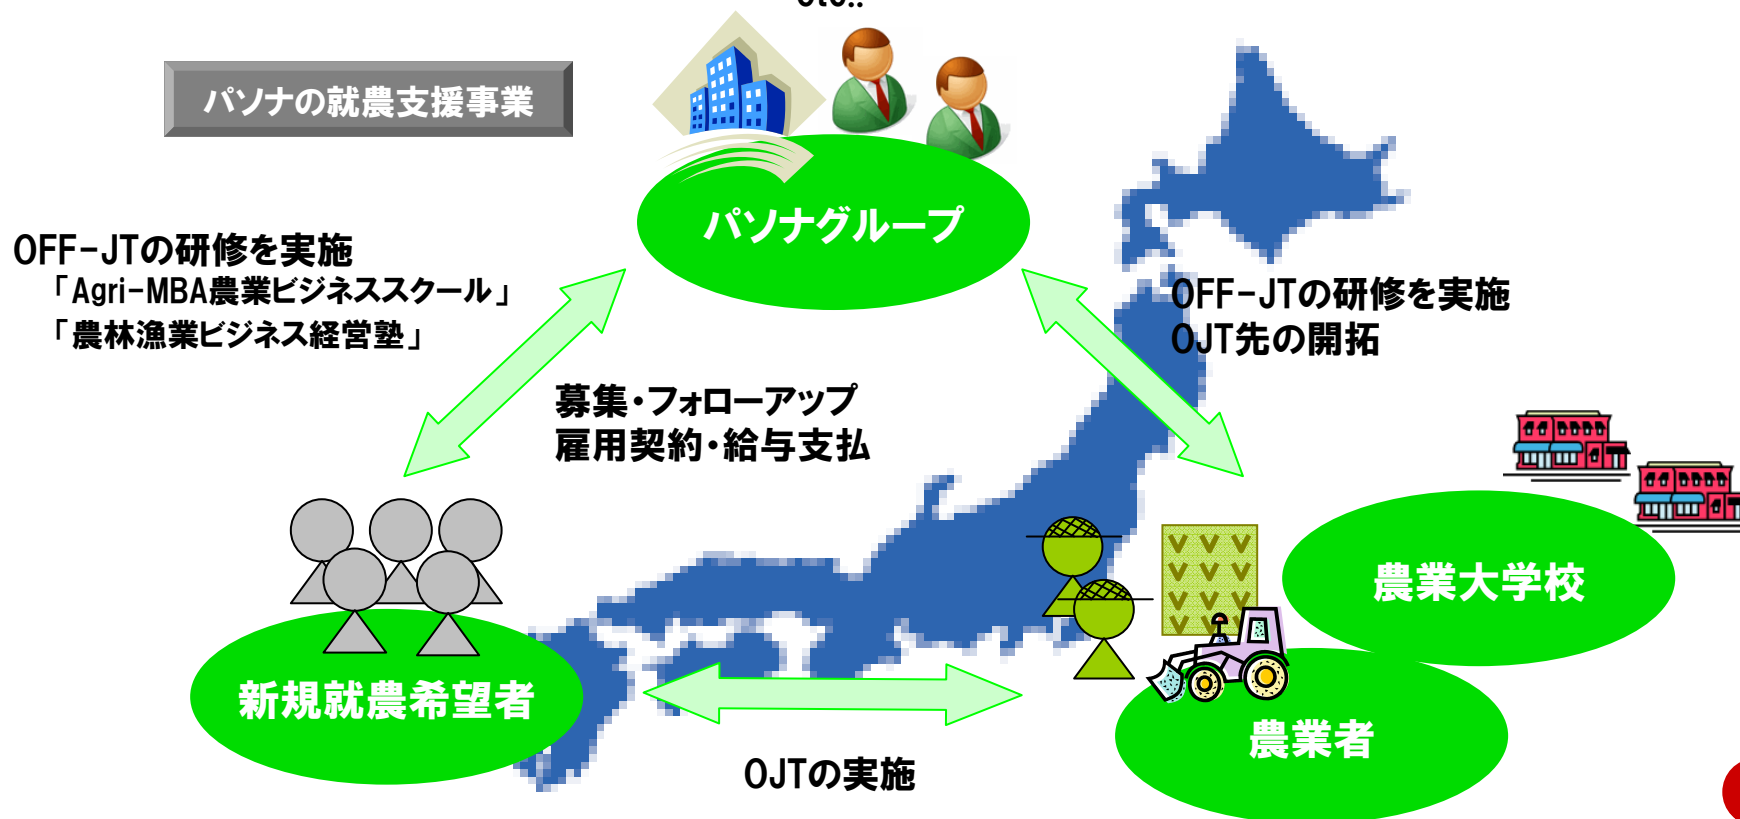 etc..
パソナの就農支援事業
パソナグループ
OFF-JTの研修を実施
「Agri-MBA農業ビジネススクール」
「農林漁業ビジネス経営塾」
OFF-JTの研修を実施
OJT先の開拓
募集・フォローアップ
雇用契約・給与支払
農業大学校
新規就農希望者
農業者
OJTの実施